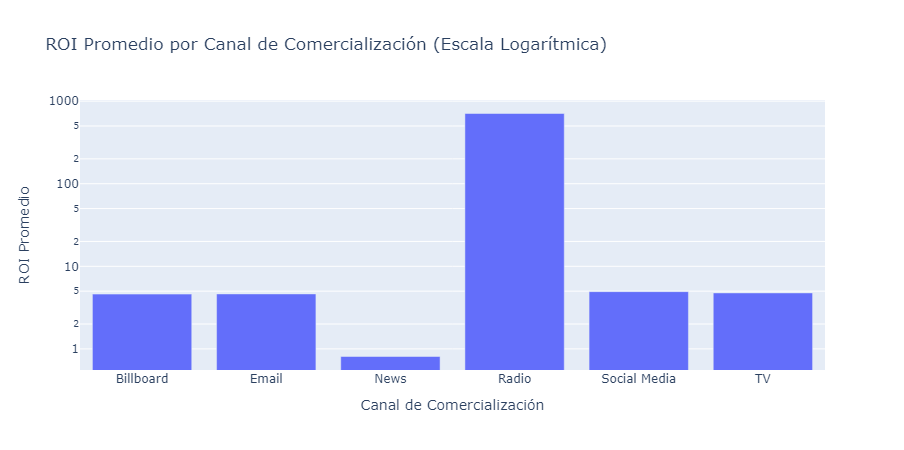 ROI Promedio por Canal de Comercialización (Escala Logarítmica)
1000
5
2
100
5
2
10
5
2
1
ROI Promedio
Billboard Email News Radio Social Media TV
Canal de Comercialización